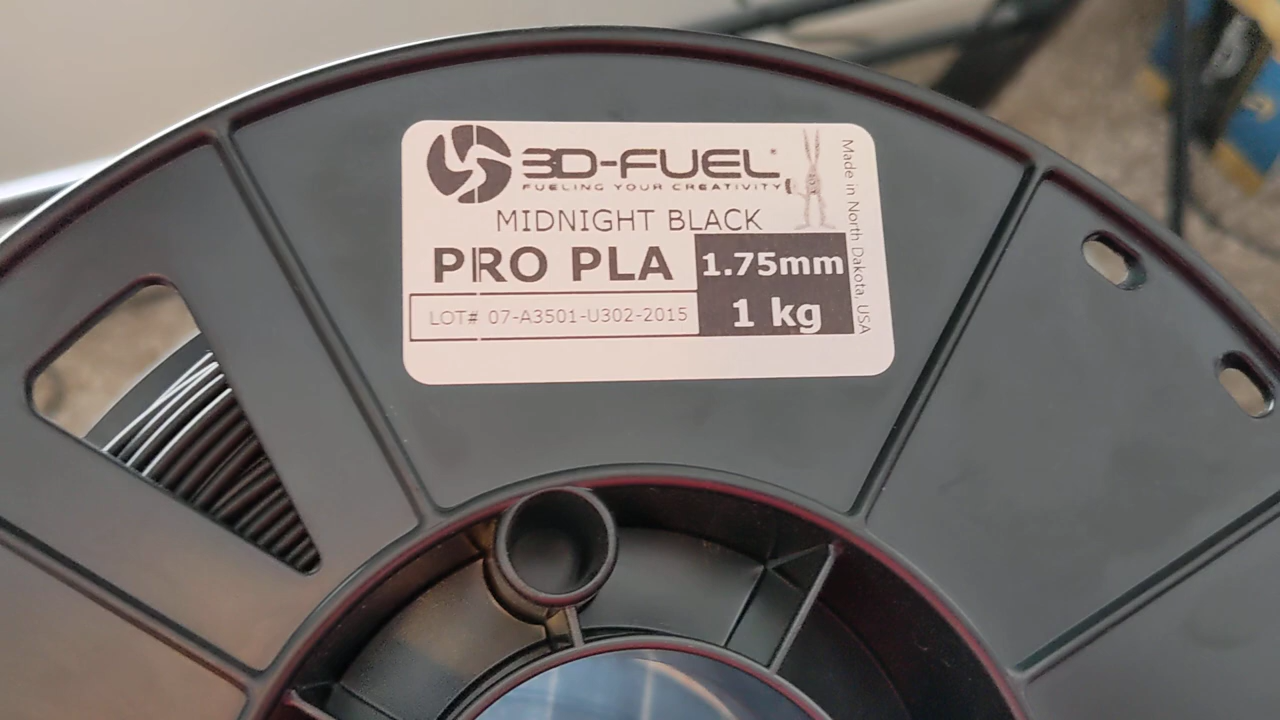 3D-FUEL®
FUELING YOUR CREATIVITY
MIDNIGHT BLACK
PRO PLA
1.75mm
LOT# 07-A3501-U302-2015
1 kg
Made in North Dakota, USA